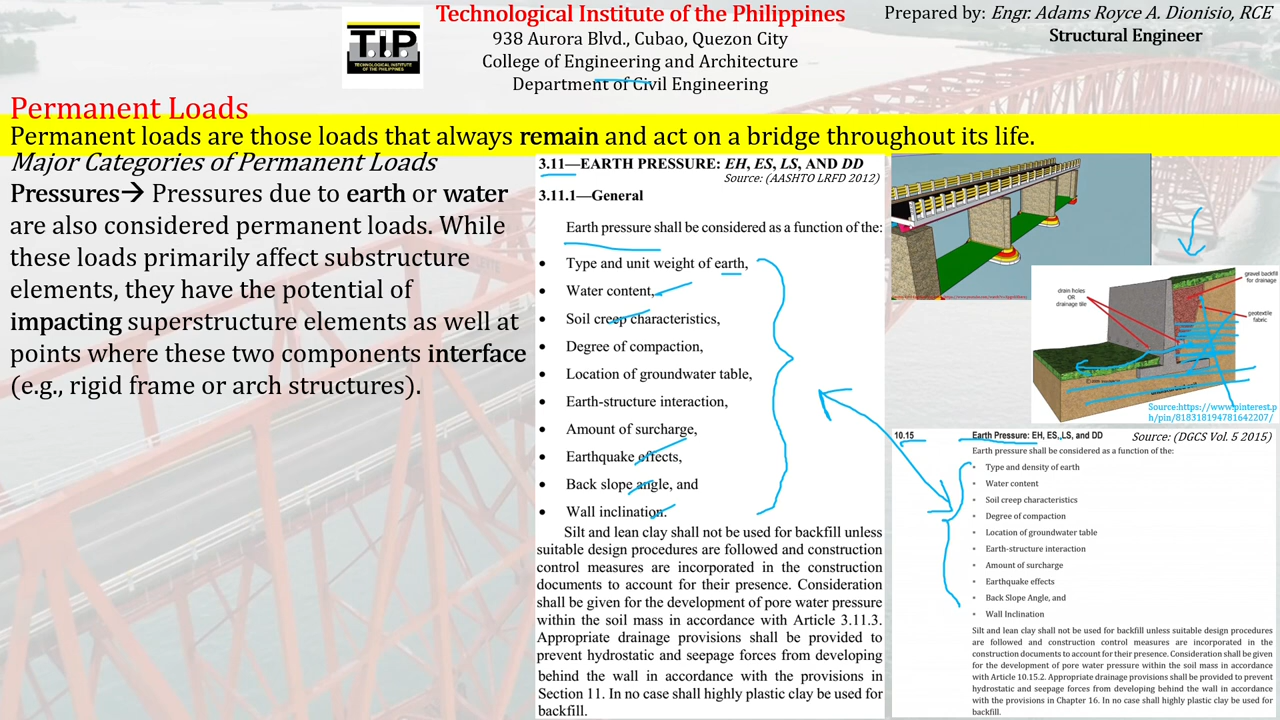 TiP
TECHNOLOGICAL INSTITUTE
OF THE PHILIPPINES
Technological Institute of the Philippines
938 Aurora Blvd., Cubao, Quezon City
College of Engineering and Architecture
Department of Civil Engineering
Prepared by: Engr. Adams Royce A. Dionisio, RCE
Structural Engineer
Permanent Loads
Permanent loads are those loads that always remain and act on a bridge throughout its life.
Major Categories of Permanent Loads
Pressures→ Pressures due to earth or water
are also considered permanent loads. While
these loads primarily affect substructure
elements, they have the potential of
impacting superstructure elements as well at
points where these two components interface
(e.g., rigid frame or arch structures).
3.11—EARTH PRESSURE: EH, ES, LS, AND DD
Source: (AASHTO LRFD 2012)
3.11.1—General
Earth pressure shall be considered as a function of the:
• Type and unit weight of earth,
• Water content,
• Soil creep characteristics,
• Degree of compaction,
• Location of groundwater table,
• Earth-structure interaction,
• Amount of surcharge,
• Earthquake effects,
• Back slope angle, and
• Wall inclination.
Silt and lean clay shall not be used for backfill unless
suitable design procedures are followed and construction
control measures are incorporated in the construction
documents to account for their presence. Consideration
shall be given for the development of pore water pressure
within the soil mass in accordance with Article 3.11.3.
Appropriate drainage provisions shall be provided to
prevent hydrostatic and seepage forces from developing
behind the wall in accordance with the provisions in
Section 11. In no case shall highly plastic clay be used for
backfill.
drain holes
OR
drainage tile
gravel backfill
for drainage
geotextile
fabric
Source:https://www.pinterest.p
h/pin/818318194781642207/
10.15 Earth Pressure: EH, ES, LS, and DD
Source: (DGCS Vol. 5 2015)
Earth pressure shall be considered as a function of the:
• Type and density of earth
• Water content
• Soil creep characteristics
• Degree of compaction
• Location of groundwater table
• Earth-structure interaction
• Amount of surcharge
• Earthquake effects
• Back Slope Angle, and
• Wall Inclination
Silt and lean clay shall not be used for backfill unless suitable design procedures
are followed and construction control measures are incorporated in the
construction documents to account for their presence. Consideration shall be given
for the development of pore water pressure within the soil mass in accordance
with Article 10.15.2. Appropriate drainage provisions shall be provided to prevent
hydrostatic and seepage forces from developing behind the wall in accordance
with the provisions in Chapter 16. In no case shall highly plastic clay be used for
backfill.